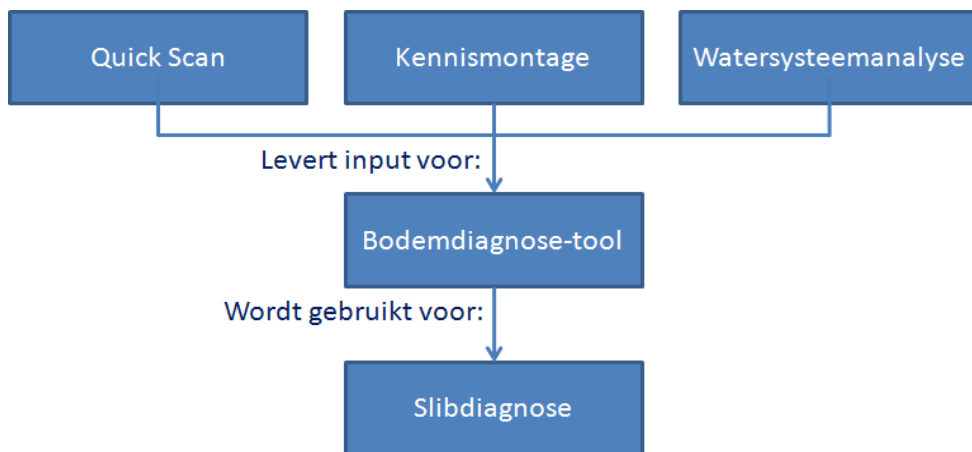 Quick Scan
Kennismontage
Watersysteemanalyse
Levert input voor:
Bodemdiagnose-tool
Wordt gebruikt voor:
Slibdiagnose